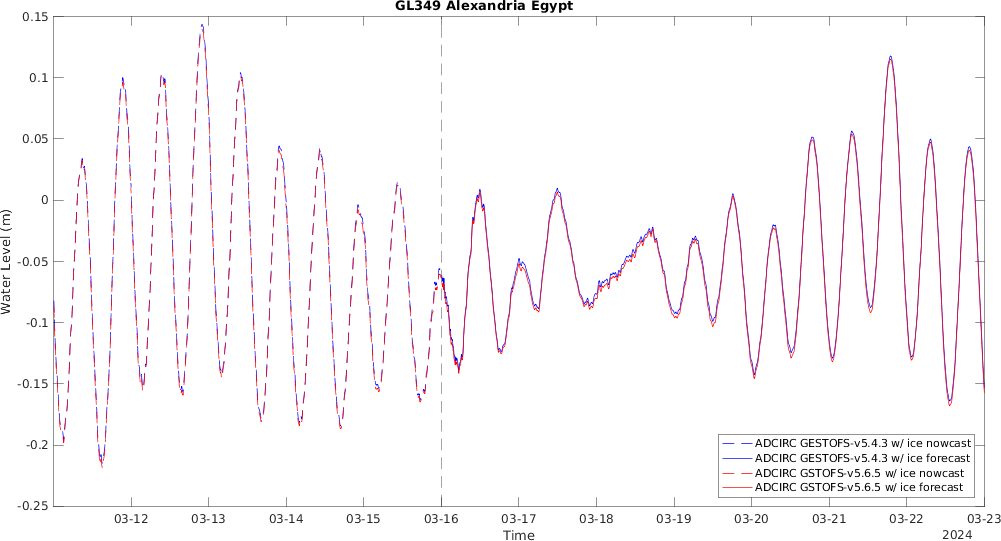 GL349 Alexandria Egypt
0.15
0.1
0.05
0
-0.05
-0.1
-0.15
-0.2
-0.25
Water Level (m)
ADCIRC GESTOFS-v5.4.3 w/ ice nowcast
ADCIRC GESTOFS-v5.4.3 w/ ice forecast
ADCIRC GSTOFS-v5.6.5 w/ ice nowcast
ADCIRC GSTOFS-v5.6.5 w/ ice forecast
03-12 03-13 03-14 03-15 03-16 03-17 03-18 03-19 03-20 03-21 03-22 03-23
Time
2024